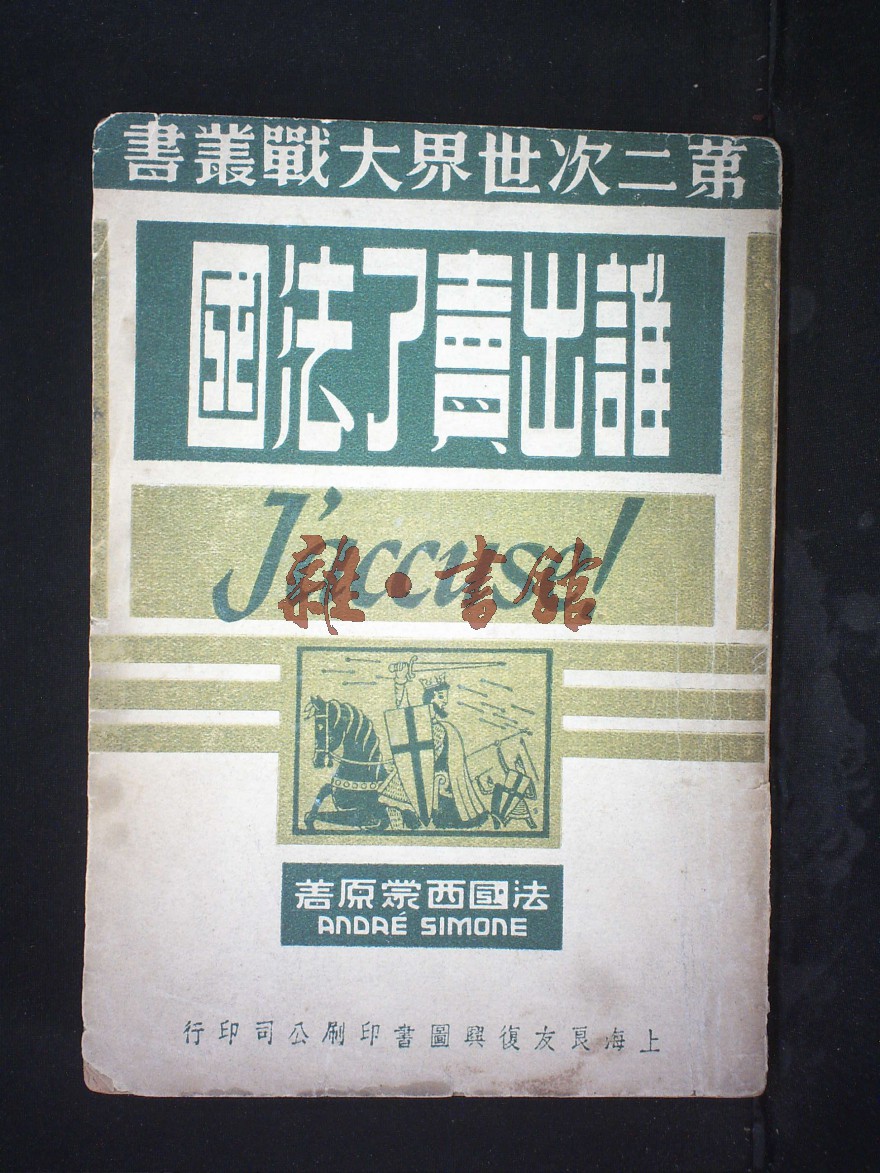 第二次世界大戰叢書
誰出賣了法國
J'accuse!
雜·書館
法國西蒙原著
ANDRÉ SIMONE
上海良友復興圖書印刷公司印行